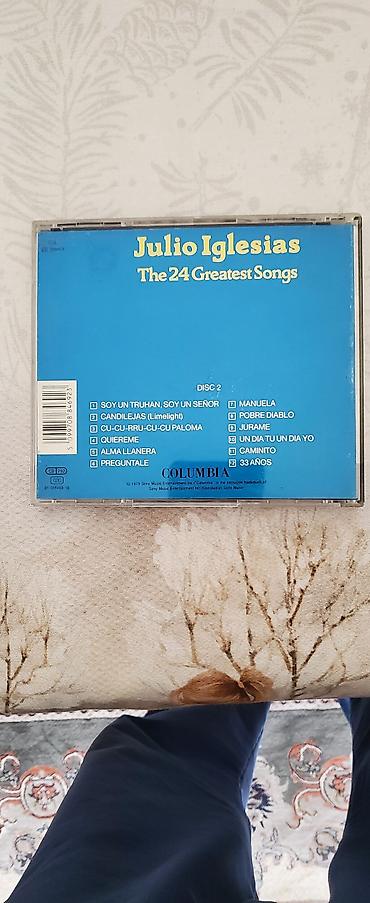 Julio Iglesias
The 24 Greatest Songs
DISC 2
1 SOY UN TRUHAN, SOY UN SEÑOR
2 CANDILEJAS (Limelight)
3 CU-CU-RRU-CU-CU PALOMA
4 QUIEREME
5 ALMA LLANERA
6 PREGUNTALE
7 MANUELA
8 POBRE DIABLO
9 JURAME
10 UN DIA TU UN DIA YO
11 CAMINITO
12 33 AÑOS
COLUMBIA